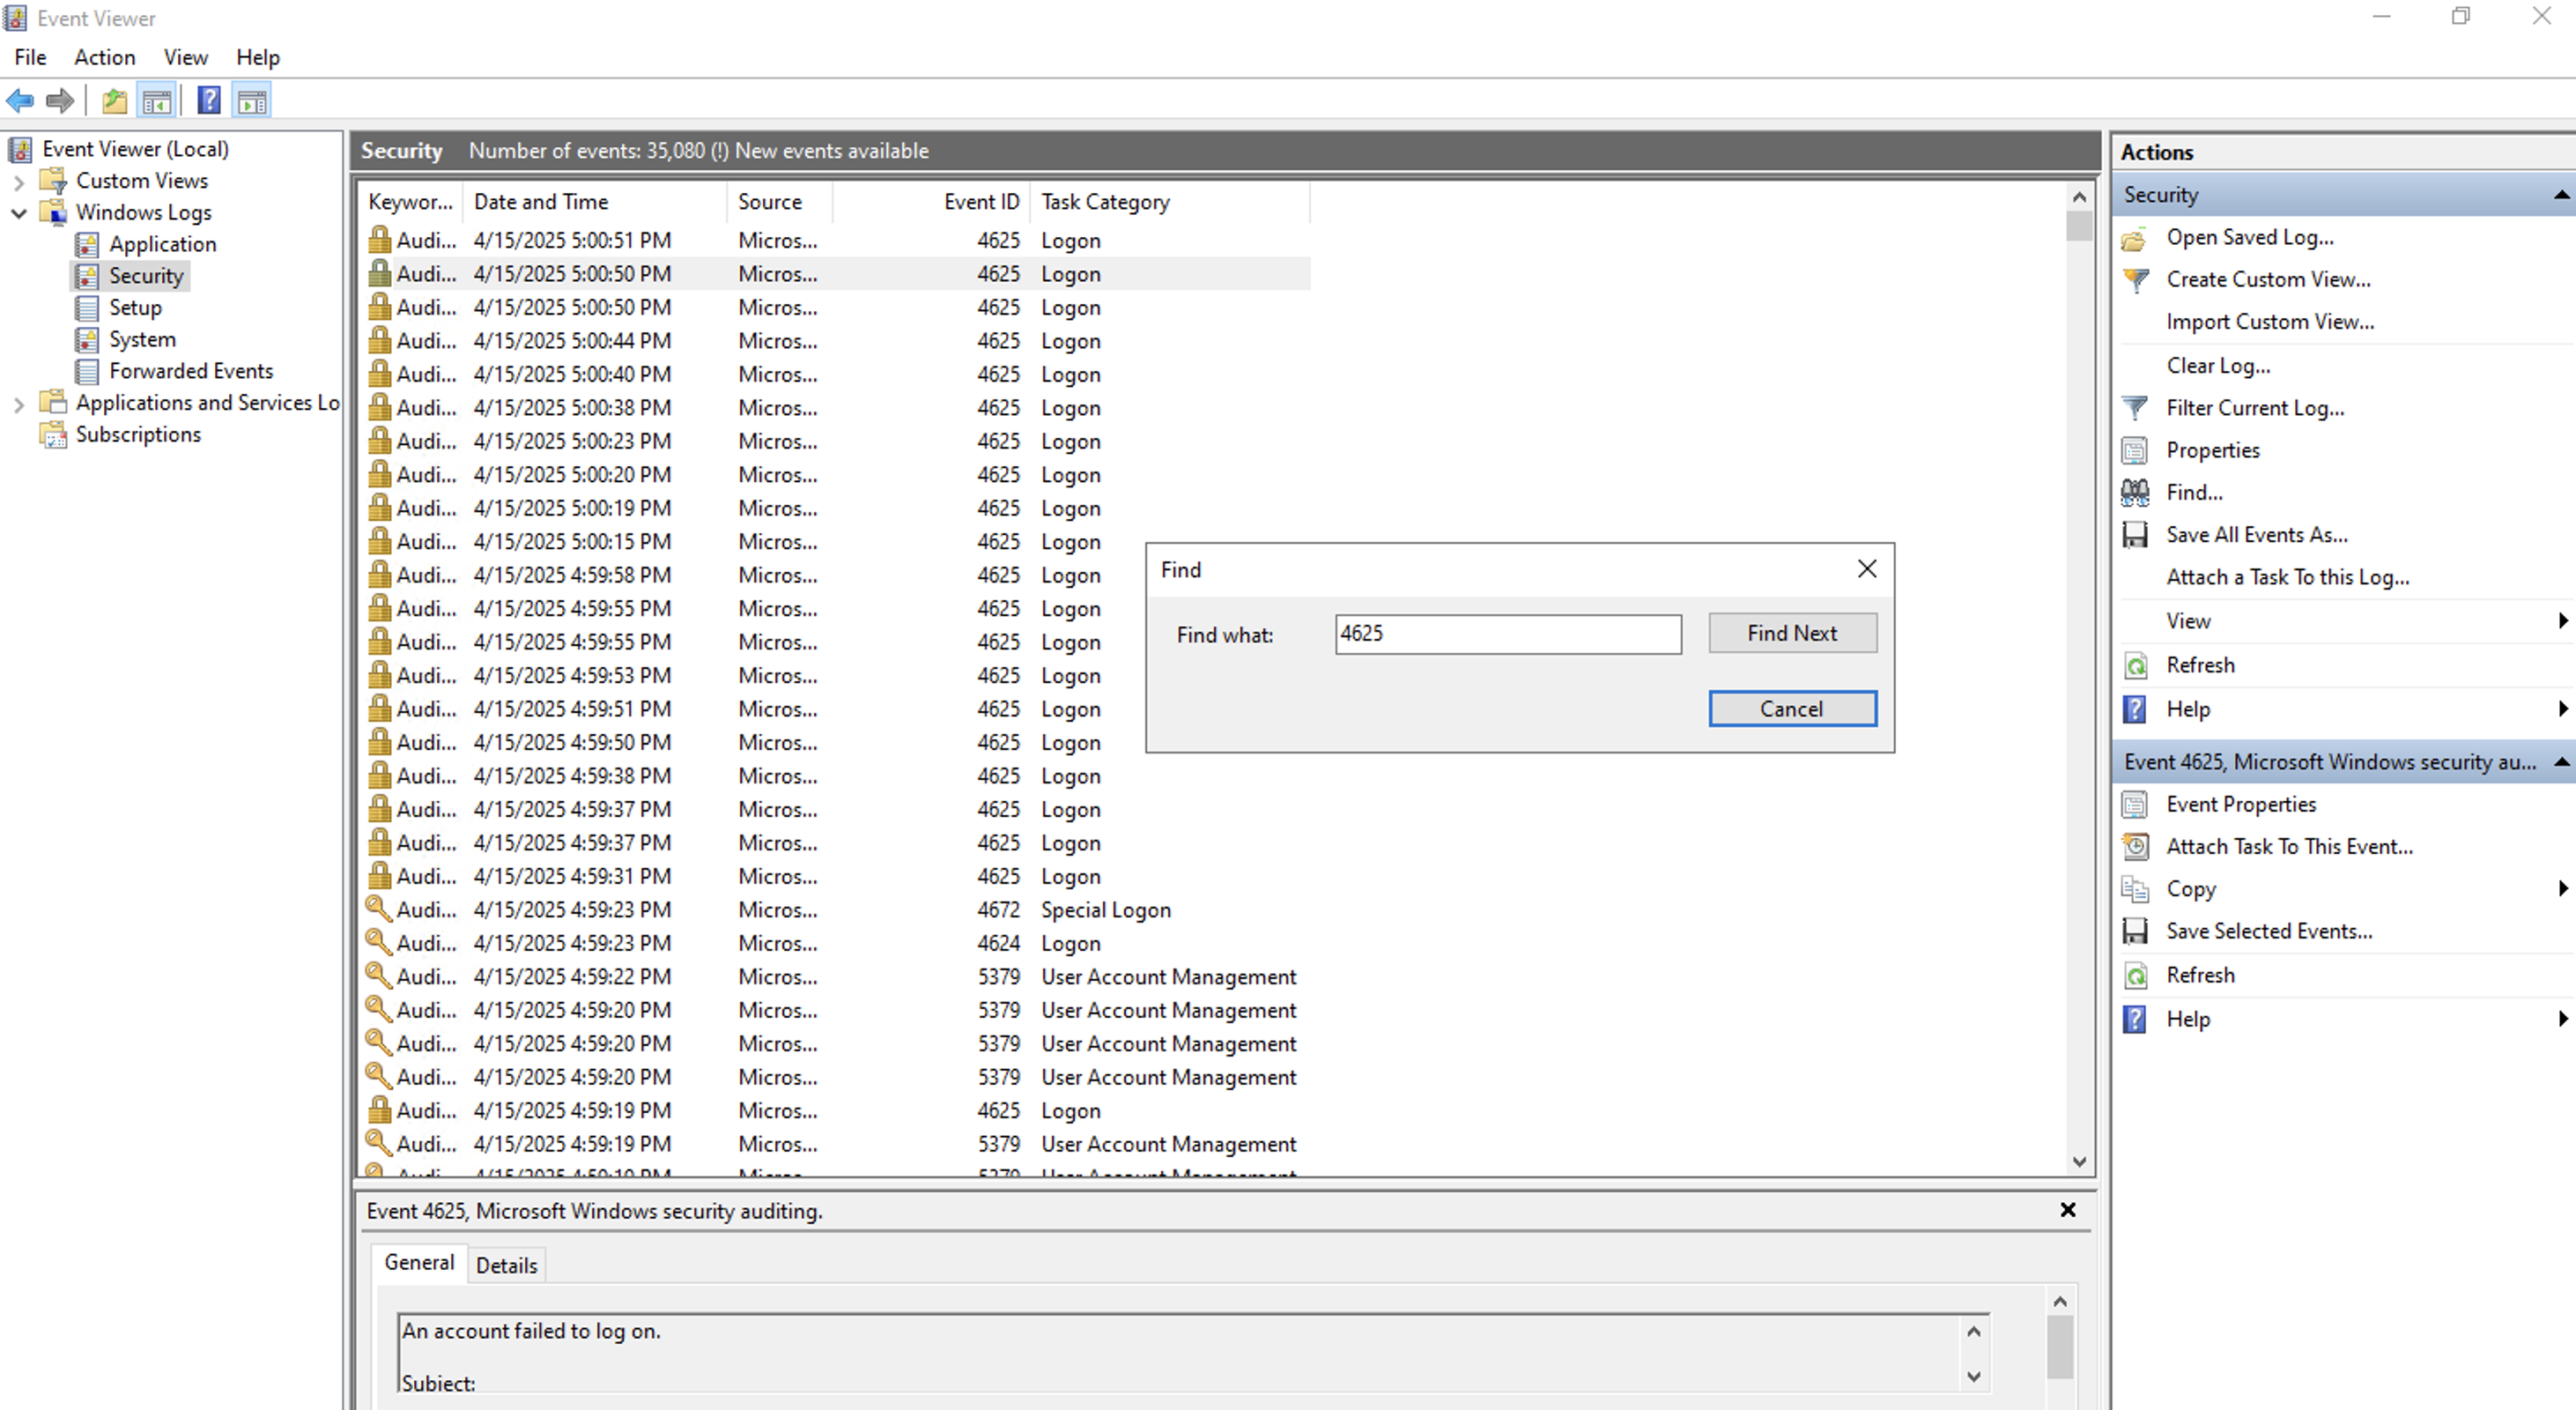 Event Viewer
File Action View Help
Event Viewer (Local)
Custom Views
Windows Logs
Application
Security
Setup
System
Forwarded Events
Applications and Services Lo
Subscriptions
Security Number of events: 35,080 (!) New events available
Keywor... Date and Time Source Event ID Task Category
Audi... 4/15/2025 5:00:51 PM Micros... 4625 Logon
Audi... 4/15/2025 5:00:50 PM Micros... 4625 Logon
Audi... 4/15/2025 5:00:50 PM Micros... 4625 Logon
Audi... 4/15/2025 5:00:44 PM Micros... 4625 Logon
Audi... 4/15/2025 5:00:40 PM Micros... 4625 Logon
Audi... 4/15/2025 5:00:38 PM Micros... 4625 Logon
Audi... 4/15/2025 5:00:23 PM Micros... 4625 Logon
Audi... 4/15/2025 5:00:20 PM Micros... 4625 Logon
Audi... 4/15/2025 5:00:19 PM Micros... 4625 Logon
Audi... 4/15/2025 5:00:15 PM Micros... 4625 Logon
Audi... 4/15/2025 4:59:58 PM Micros... 4625 Logon
Audi... 4/15/2025 4:59:55 PM Micros... 4625 Logon
Audi... 4/15/2025 4:59:55 PM Micros... 4625 Logon
Audi... 4/15/2025 4:59:53 PM Micros... 4625 Logon
Audi... 4/15/2025 4:59:51 PM Micros... 4625 Logon
Audi... 4/15/2025 4:59:50 PM Micros... 4625 Logon
Audi... 4/15/2025 4:59:38 PM Micros... 4625 Logon
Audi... 4/15/2025 4:59:37 PM Micros... 4625 Logon
Audi... 4/15/2025 4:59:37 PM Micros... 4625 Logon
Audi... 4/15/2025 4:59:31 PM Micros... 4625 Logon
Audi... 4/15/2025 4:59:23 PM Micros... 4672 Special Logon
Audi... 4/15/2025 4:59:23 PM Micros... 4624 Logon
Audi... 4/15/2025 4:59:22 PM Micros... 5379 User Account Management
Audi... 4/15/2025 4:59:20 PM Micros... 5379 User Account Management
Audi... 4/15/2025 4:59:20 PM Micros... 5379 User Account Management
Audi... 4/15/2025 4:59:20 PM Micros... 5379 User Account Management
Audi... 4/15/2025 4:59:19 PM Micros... 4625 Logon
Audi... 4/15/2025 4:59:19 PM Micros... 5379 User Account Management
Find
Find what: 4625 Find Next
Cancel
Event 4625, Microsoft Windows security auditing.
General Details
An account failed to log on.
Subject:
Actions
Security
Open Saved Log...
Create Custom View...
Import Custom View...
Clear Log...
Filter Current Log...
Properties
Find...
Save All Events As...
Attach a Task To this Log...
View
Refresh
Help
Event 4625, Microsoft Windows security au...
Event Properties
Attach Task To This Event...
Copy
Save Selected Events...
Refresh
Help